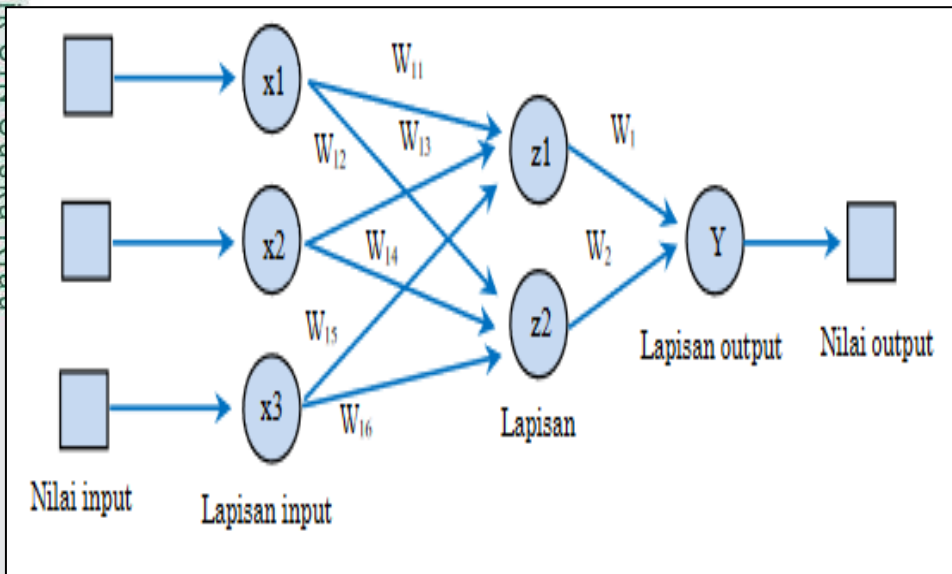 W₁₁
x1
W₁₃
W₁
W₁₂
z1
x2
W₁₄
W₂
Y
W₁₅
z2
Lapisan output
Nilai output
x3
W₁₆
Lapisan
Nilai input
Lapisan input